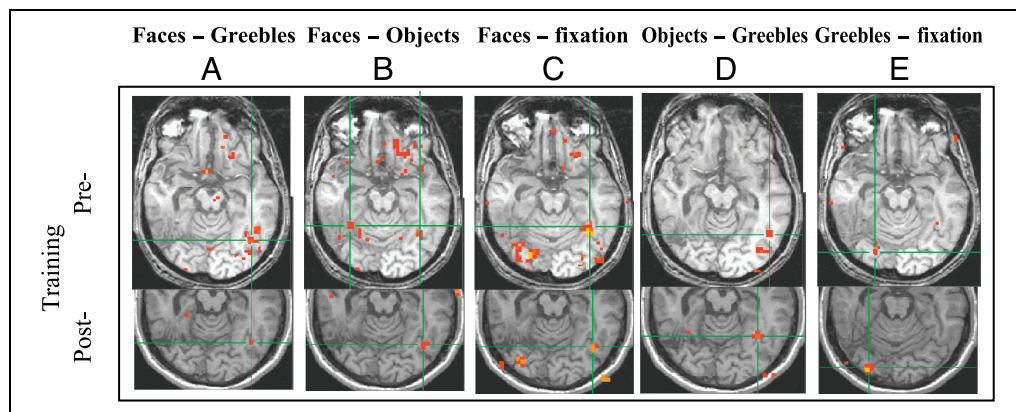 Faces – Greebles Faces – Objects Faces – fixation Objects – Greebles Greebles – fixation
A B C D E
Pre-
Training
Post-